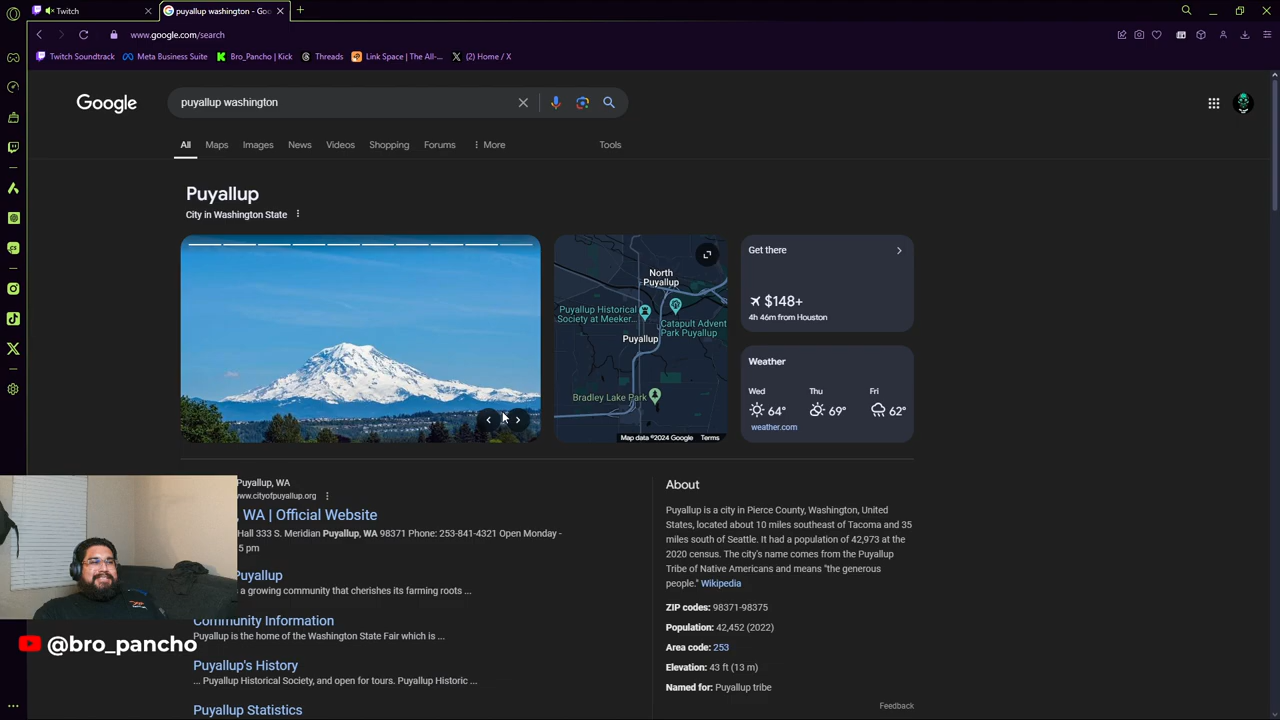 Twitch
puyallup washington - Goo
www.google.com/search
Twitch Soundtrack
Meta Business Suite
Bro_Pancho | Kick
Threads
Link Space | The All-...
(2) Home / X
Google
puyallup washington
All
Maps
Images
News
Videos
Shopping
Forums
More
Tools
Puyallup
City in Washington State
North
Puyallup
Puyallup Historical
Society at Meeker...
Catapult Advent
Park Puyallup
Puyallup
Bradley Lake Park
Map data ©2024 Google
Terms
Get there
$148+
4h 46m from Houston
Weather
Wed
Thu
Fri
64°
69°
62°
weather.com
Puyallup, WA
www.cityofpuyallup.org
, WA | Official Website
Hall 333 S. Meridian Puyallup, WA 98371 Phone: 253-841-4321 Open Monday -
5 pm
Puyallup
a growing community that cherishes its farming roots ...
Community Information
Puyallup is the home of the Washington State Fair which is ...
Puyallup's History
... Puyallup Historical Society, and open for tours. Puyallup Historic ...
Puyallup Statistics
About
Puyallup is a city in Pierce County, Washington, United
States, located about 10 miles southeast of Tacoma and 35
miles south of Seattle. It had a population of 42,973 at the
2020 census. The city's name comes from the Puyallup
Tribe of Native Americans and means "the generous
people." Wikipedia
ZIP codes: 98371-98375
Population: 42,452 (2022)
Area code: 253
Elevation: 43 ft (13 m)
Named for: Puyallup tribe
Feedback
@bro_pancho